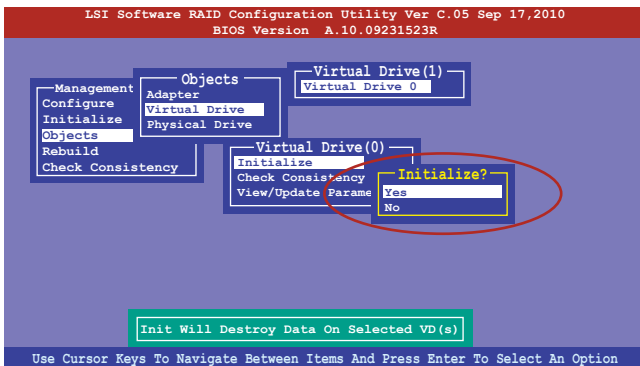 LSI Software RAID Configuration Utility Ver C.05 Sep 17,2010
BIOS Version A.10.09231523R
Management
Configure
Initialize
Objects
Rebuild
Check Consistency
Objects
Adapter
Virtual Drive
Physical Drive
Virtual Drive(1)
Virtual Drive 0
Virtual Drive(0)
Initialize
Check Consistency
View/Update Parame
Initialize?
Yes
No
Init Will Destroy Data On Selected VD(s)
Use Cursor Keys To Navigate Between Items And Press Enter To Select An Option